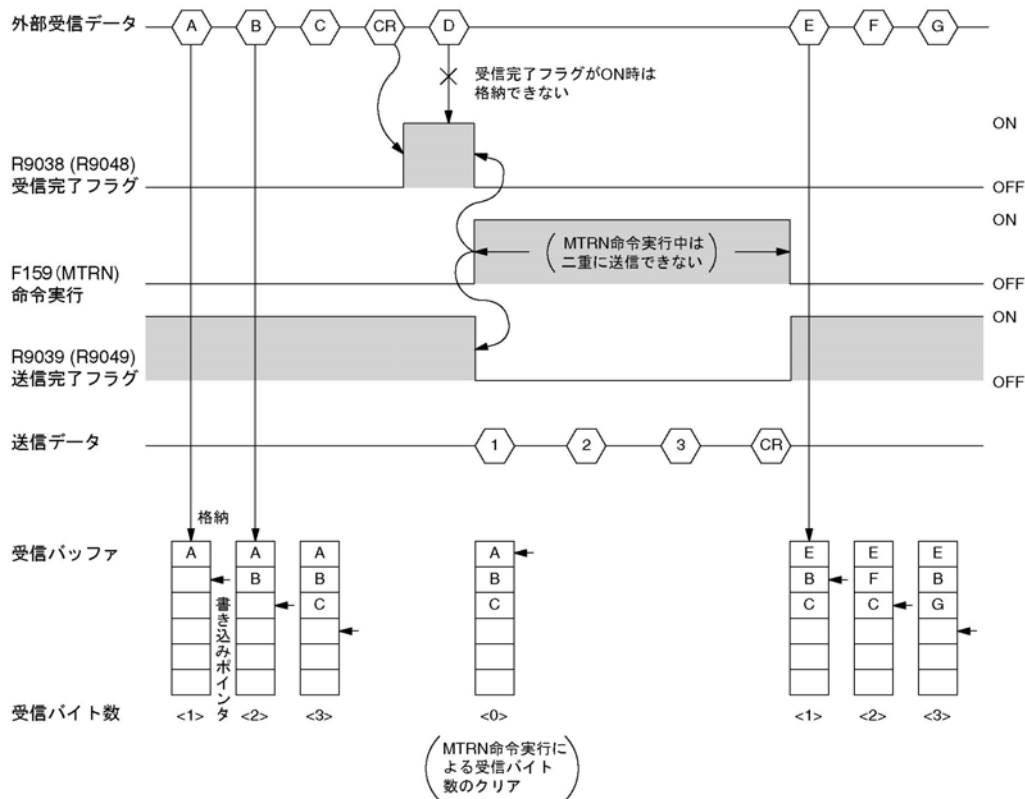 外部受信データ A B C CR D E F G
受信完了フラグがON時は
格納できない
ON
R9038 (R9048)
受信完了フラグ
OFF
ON
MTRN命令実行中は
二重に送信できない
F159 (MTRN)
命令実行
OFF
ON
R9039 (R9049)
送信完了フラグ
OFF
送信データ 1 2 3 CR
格納
受信バッファ A A A A E E E
B B B B F B
C C C C G
書き込みポインタ
受信バイト数 <1> <2> <3> <0> <1> <2> <3>
MTRN命令実行に
よる受信バイト
数のクリア